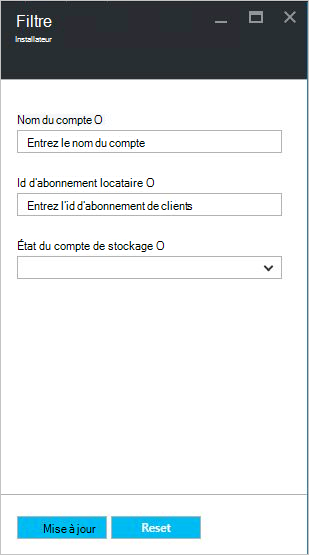 Filtre
Installateur
Nom du compte O
Entrez le nom du compte
Id d'abonnement locataire O
Entrez l'id d'abonnement de clients
État du compte de stockage O
Mise à jour
Reset